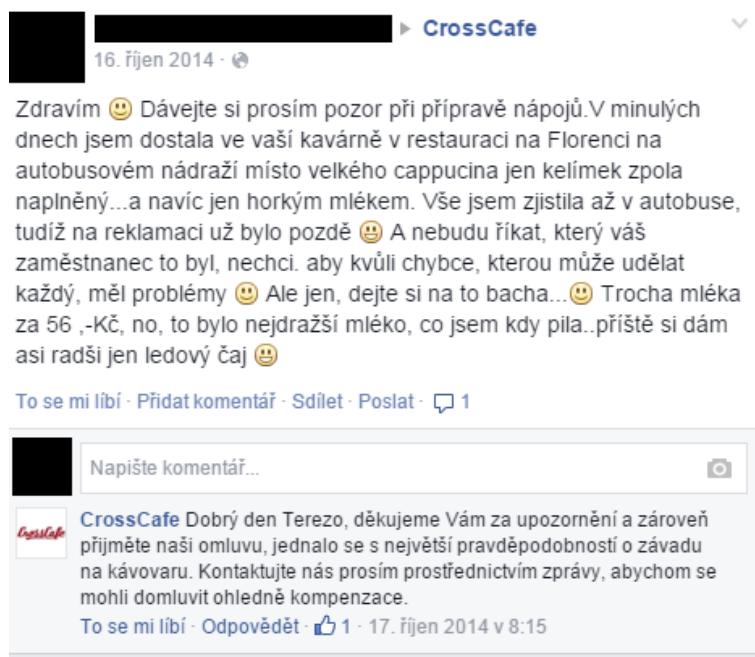 CrossCafe
16. říjen 2014
Zdravím Dávejte si prosím pozor při přípravě nápojů.V minulých
dnech jsem dostala ve vaší kavárně v restauraci na Florenci na
autobusovém nádraží místo velkého cappucina jen kelímek zpola
naplněný...a navíc jen horkým mlékem. Vše jsem zjistila až v autobuse,
tudíž na reklamaci už bylo pozdě A nebudu říkat, který váš
zaměstnanec to byl, nechci. aby kvůli chybce, kterou může udělat
každý, měl problémy Ale jen, dejte si na to bacha... Trocha mléka
za 56 ,-Kč, no, to bylo nejdražší mléko, co jsem kdy pila..příště si dám
asi radši jen ledový čaj
To se mi líbí · Přidat komentář · Sdílet · Poslat · 1
Napište komentář...
CrossCafe
CrossCafe Dobrý den Terezo, děkujeme Vám za upozornění a zároveň
přijměte naši omluvu, jednalo se s největší pravděpodobností o závadu
na kávovaru. Kontaktujte nás prosím prostřednictvím zprávy, abychom se
mohli domluvit ohledně kompenzace.
To se mi líbí · Odpovědět · 1 · 17. říjen 2014 v 8:15